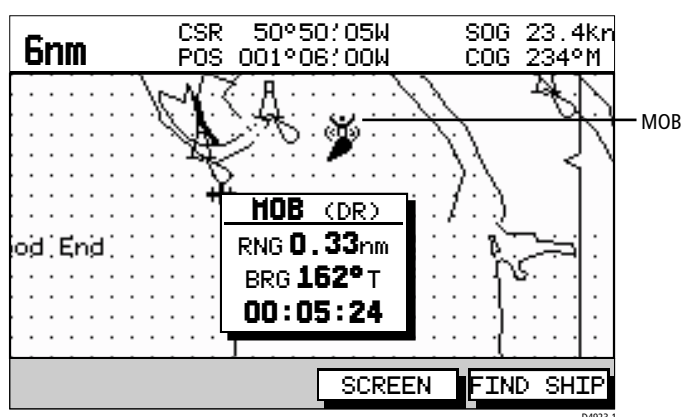 6nm
CSR 50°50.'05W SOG 23.4kn
POS 001°06.'00W COG 234°M
MOB
MOB (DR)
RNG 0.33nm
od End
BRG 162° T
00:05:24
SCREEN FIND SHIP
D4923-1